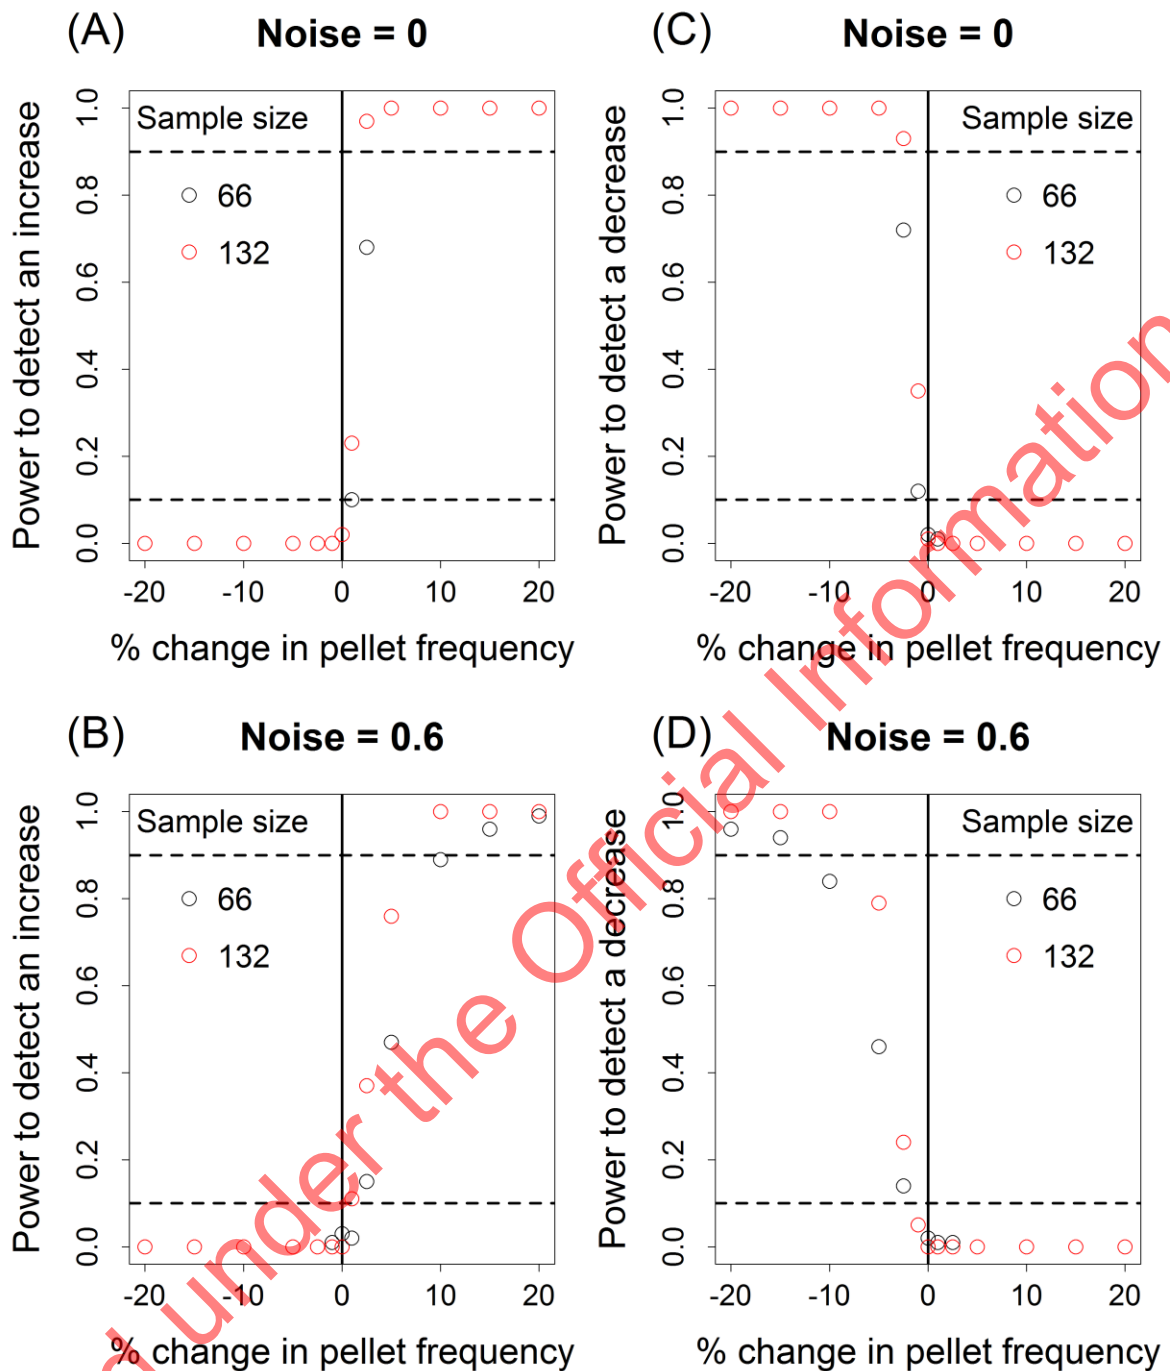 (A) Noise = 0
Power to detect an increase
1.0
0.8
0.6
0.4
0.2
0.0
Sample size
66
132
-20 -10 0 10 20
% change in pellet frequency
(C) Noise = 0
Power to detect a decrease
1.0
0.8
0.6
0.4
0.2
0.0
Sample size
66
132
-20 -10 0 10 20
% change in pellet frequency
(B) Noise = 0.6
Power to detect an increase
1.0
0.8
0.6
0.4
0.2
0.0
Sample size
66
132
-20 -10 0 10 20
% change in pellet frequency
(D) Noise = 0.6
Power to detect a decrease
1.0
0.8
0.6
0.4
0.2
0.0
Sample size
66
132
-20 -10 0 10 20
% change in pellet frequency
under the Official Information